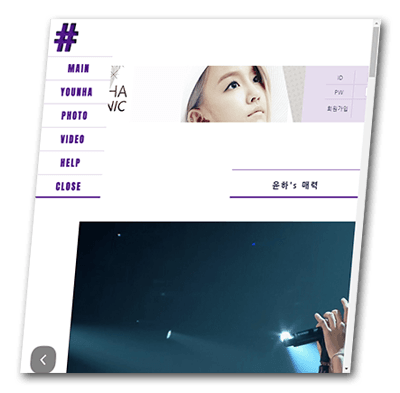 #
MAIN
YOUNHA
PHOTO
VIDEO
HELP
CLOSE
K
HA
NIC
ID
PW
회원가입
윤하's 매력